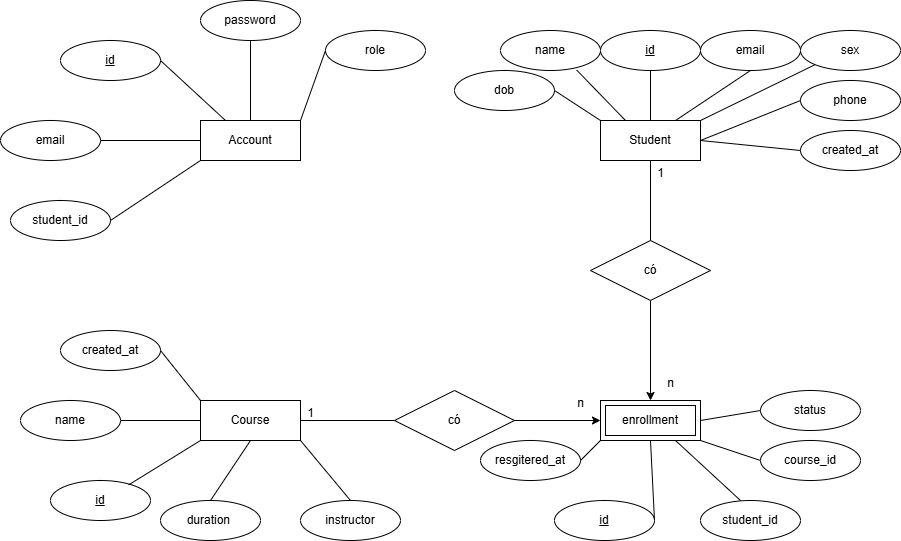 password
id
role
name
id
email
sex
dob
phone
email
Account
Student
created_at
1
student_id
có
created_at
n
name
Course
1
có
n
enrollment
status
resgitered_at
course_id
id
duration
instructor
id
student_id